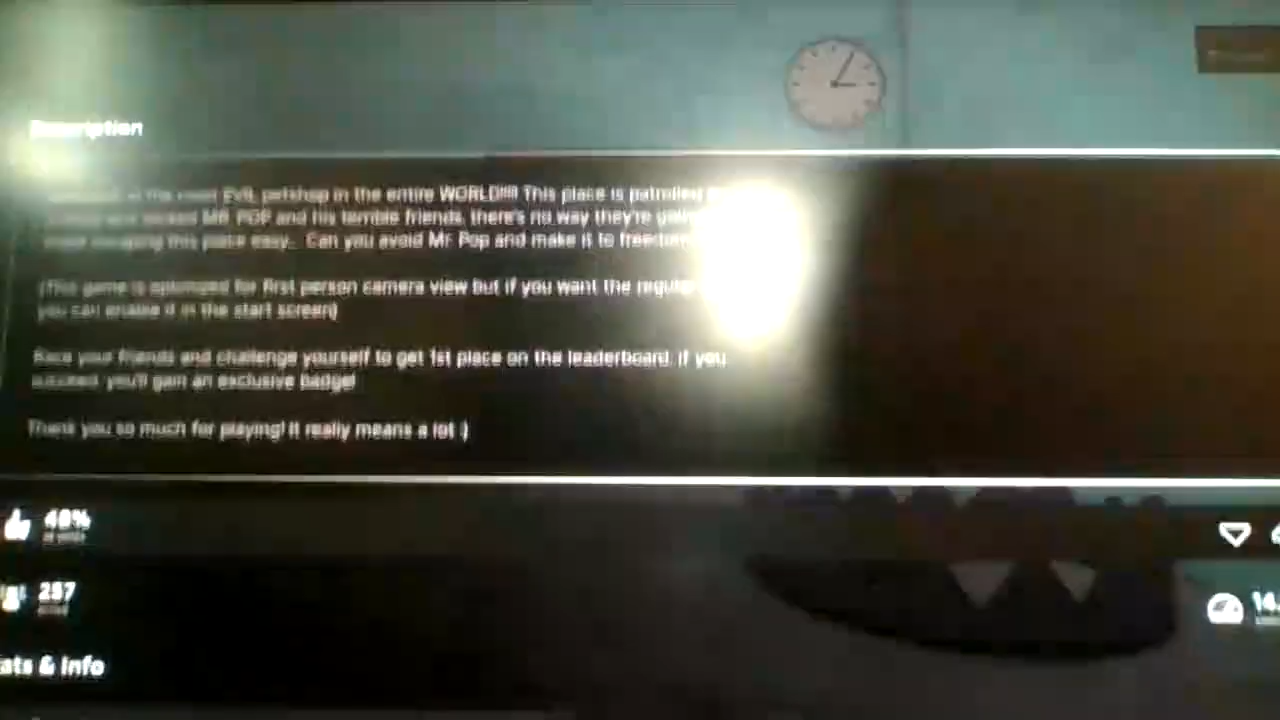 Description
in the most EVIL petshop in the entire WORLD!!!! This place is patrolled
MR POP and his terrible friends, there's no way they're going
escaping this place easy... Can you avoid Mr Pop and make it to freedom
(This game is optimized for first person camera view but if you want the regular
you can enable it in the start screen)
Race your friends and challenge yourself to get 1st place on the leaderboard. If you
succeed you'll gain an exclusive badge!
Thank you so much for playing! It really means a lot :)
48%
257
ats & Info
14.